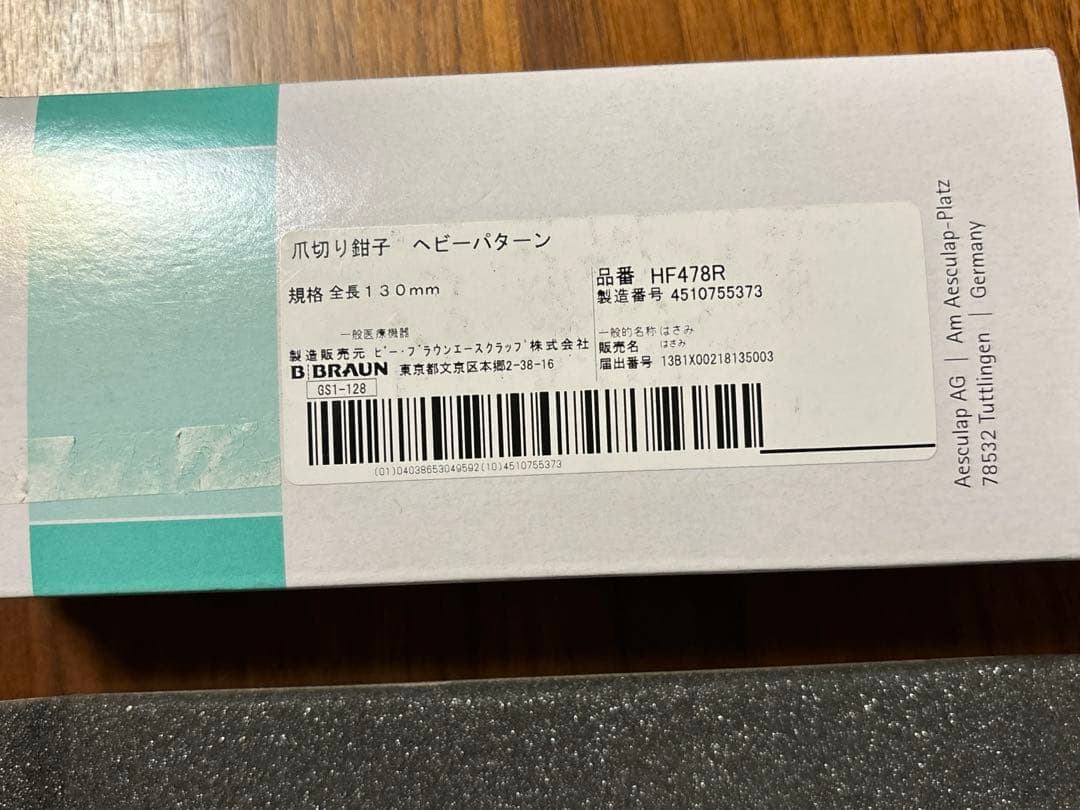 爪切り鉗子　ヘビーパターン
規格 全長１３０ｍｍ
品番 HF478R
製造番号 4510755373
一般医療機器
製造販売元 ビー・ブラウンエースクラップ株式会社
B BRAUN 東京都文京区本郷2-38-16
一般的名称 はさみ
販売名 はさみ
届出番号 13B1X00218135003
GS1-128
(01)04038653049592(10)4510755373
Aesculap AG | Am Aesculap-Platz
78532 Tuttlingen | Germany